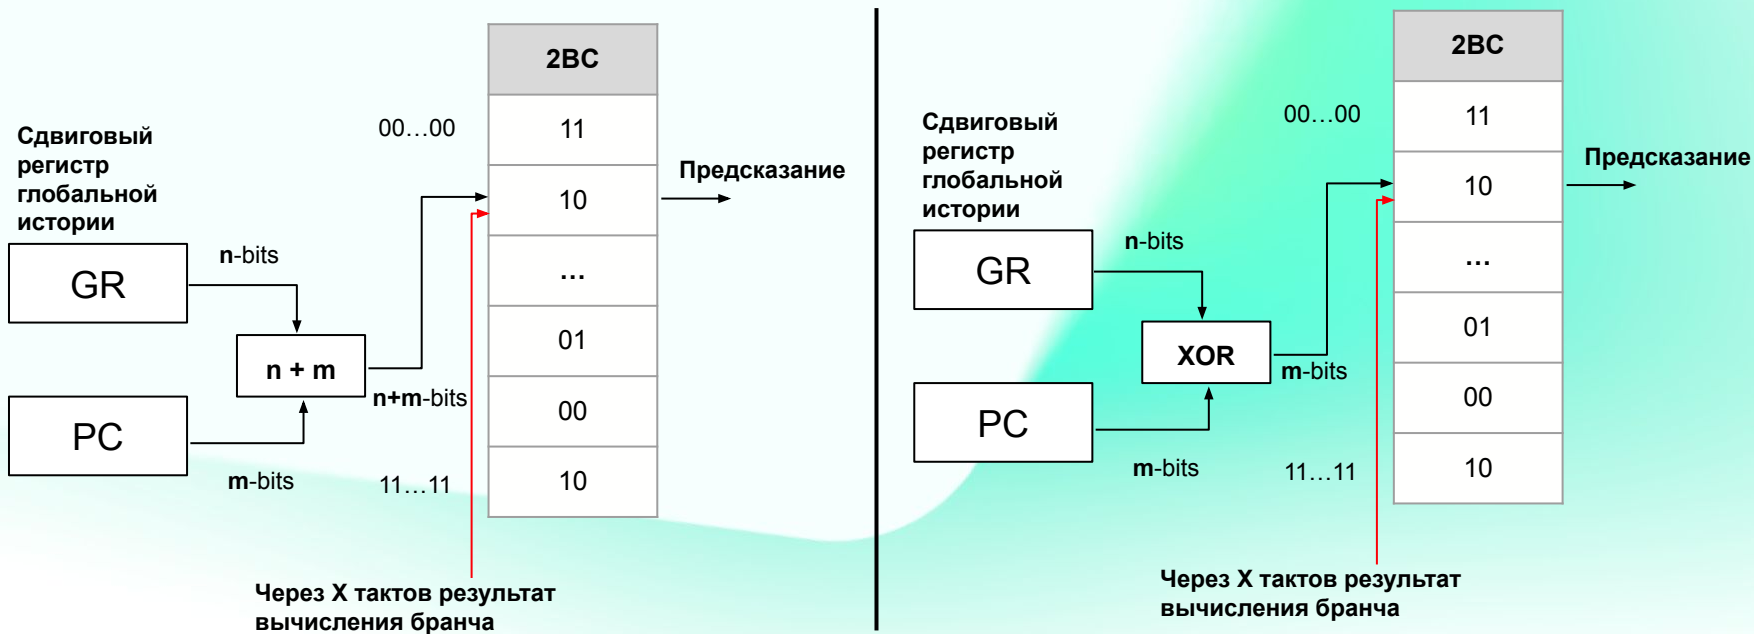 2BC
11
10
...
01
00
10
00...00
11...11
Сдвиговый
регистр
глобальной
истории
GR
n-bits
n + m
n+m-bits
PC
m-bits
Предсказание
Через X тактов результат
вычисления бранча
2BC
11
10
...
01
00
10
00...00
11...11
Сдвиговый
регистр
глобальной
истории
GR
n-bits
XOR
m-bits
PC
m-bits
Предсказание
Через X тактов результат
вычисления бранча